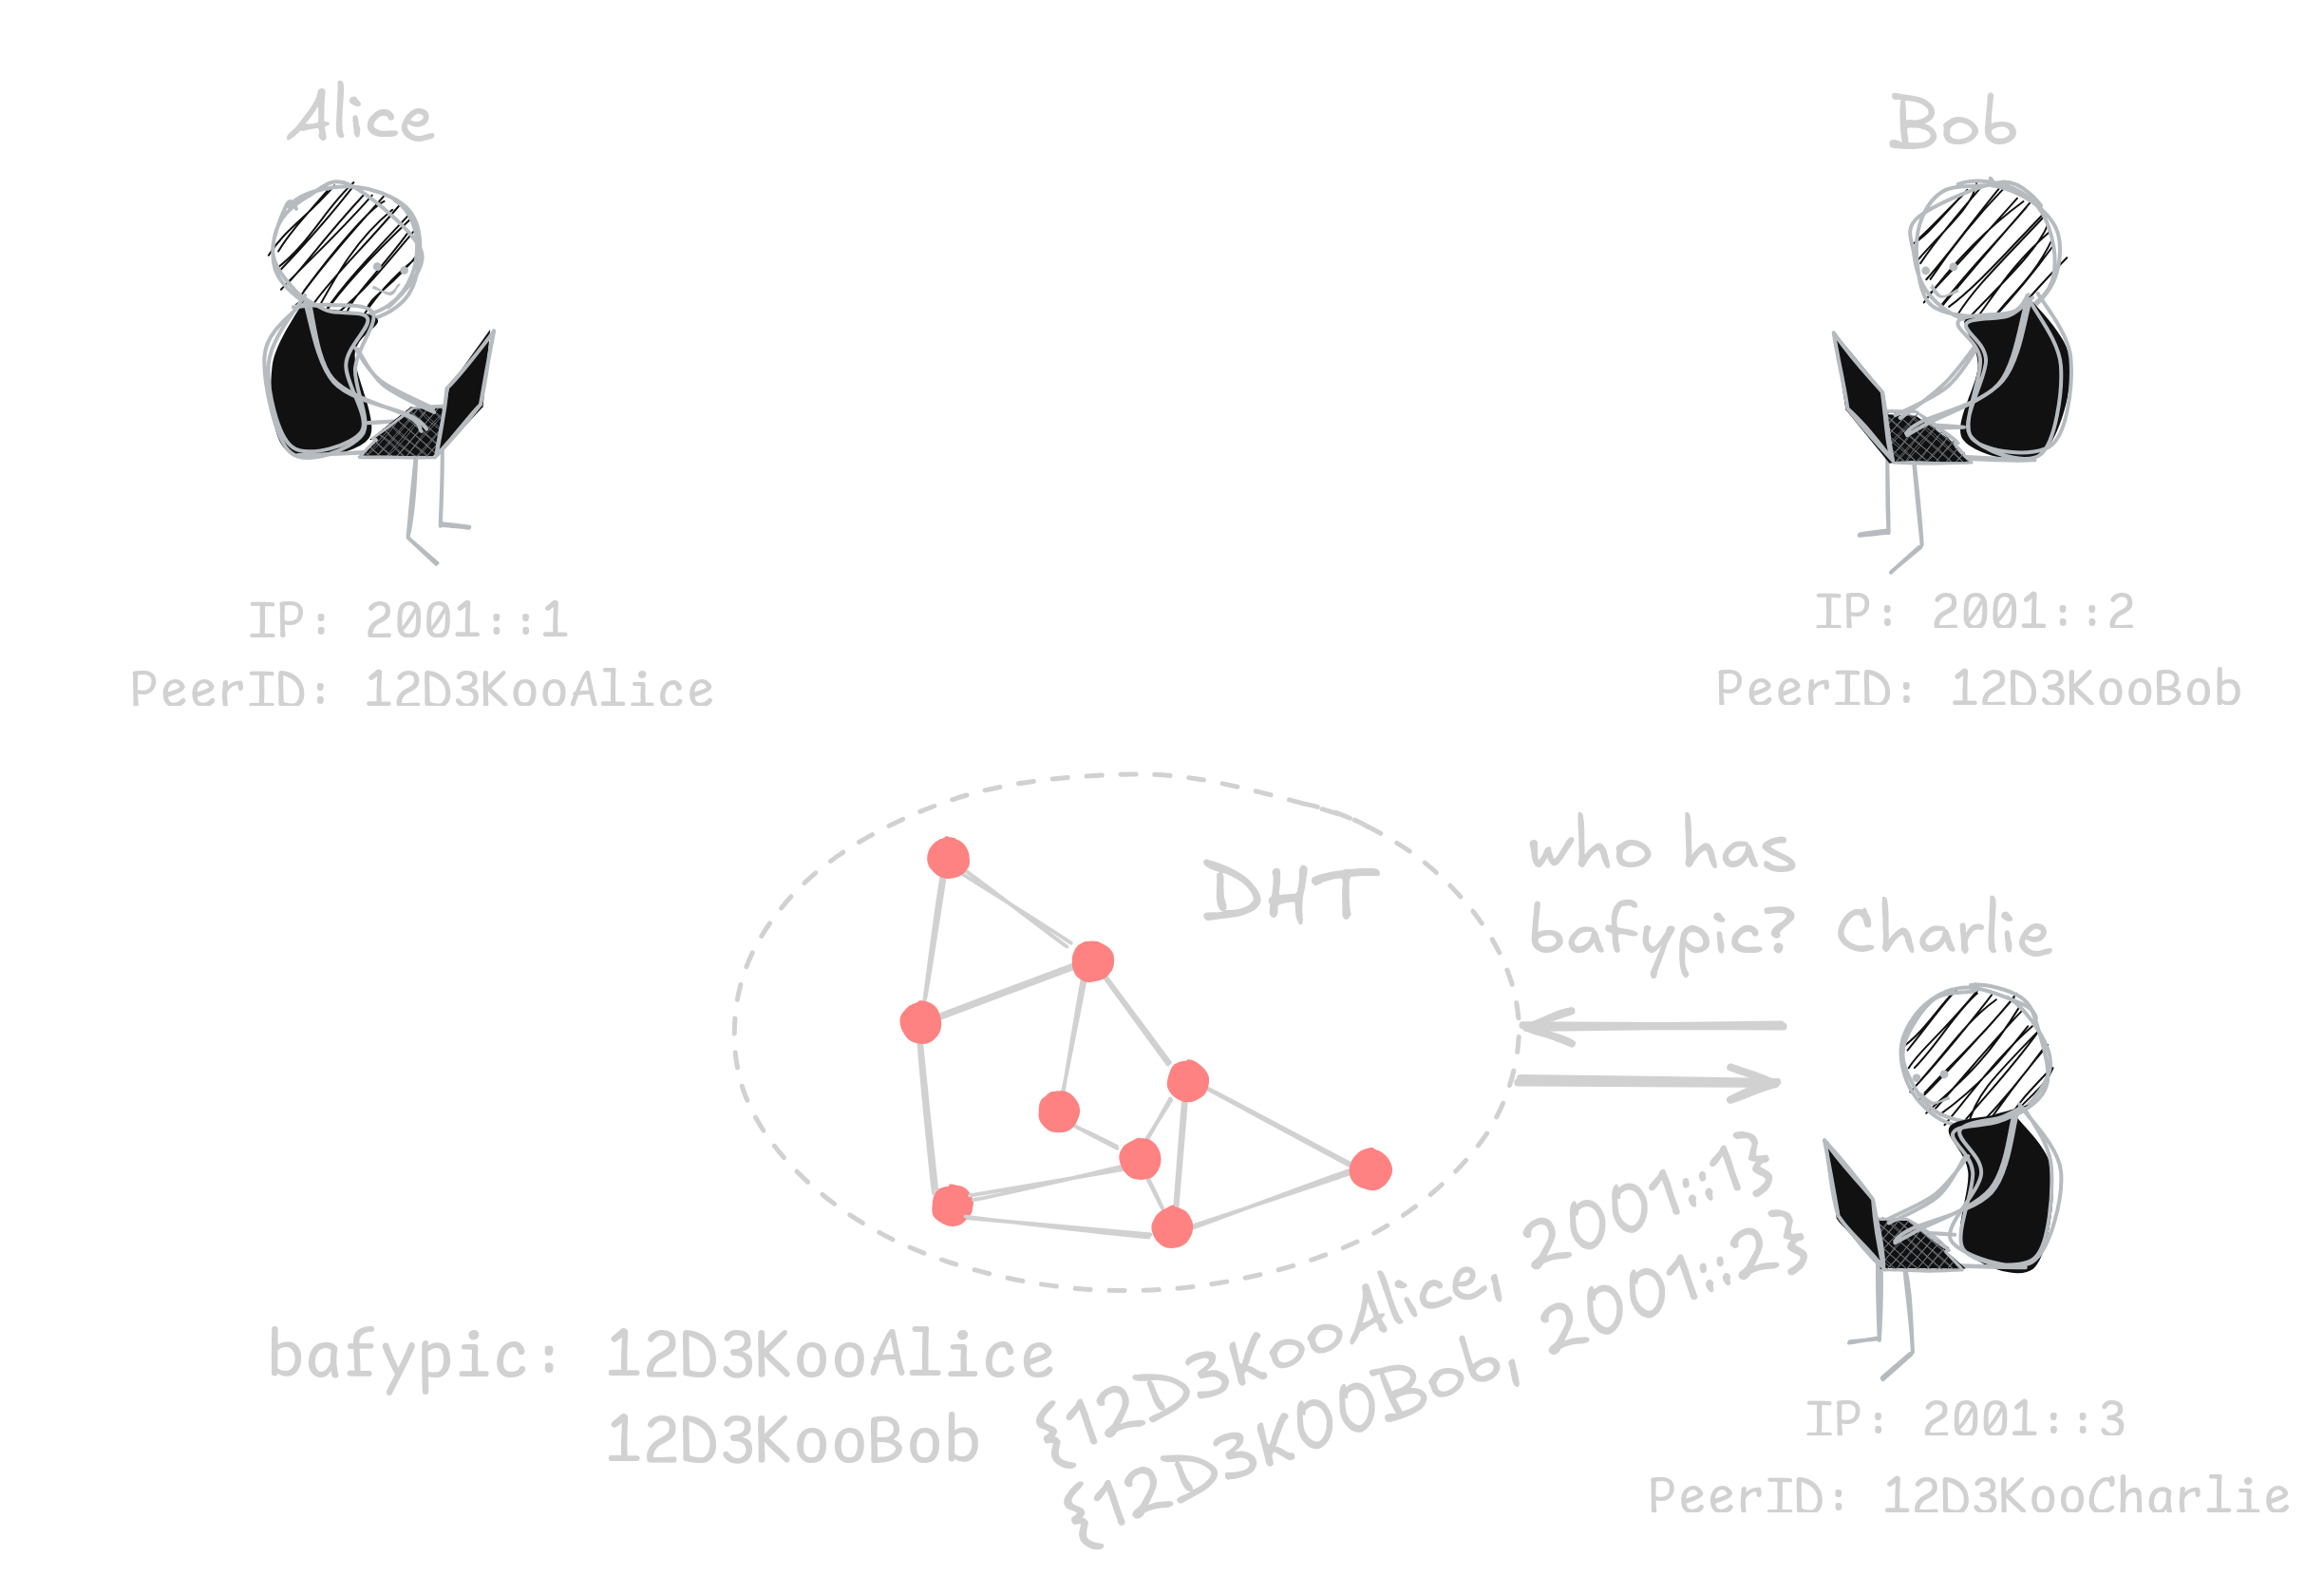 Alice
Bob
IP: 2001::1
PeerID: 12D3KooAlice
IP: 2001::2
PeerID: 12D3KooBob
DHT
who has
bafypic?
Charlie
{12D3kooAlice, 2001::1}
{12D3k00Bob, 2001::2}
bafypic: 12D3KooAlice
12D3KooBob
IP: 2001::3
PeerID: 12D3KooCharlie